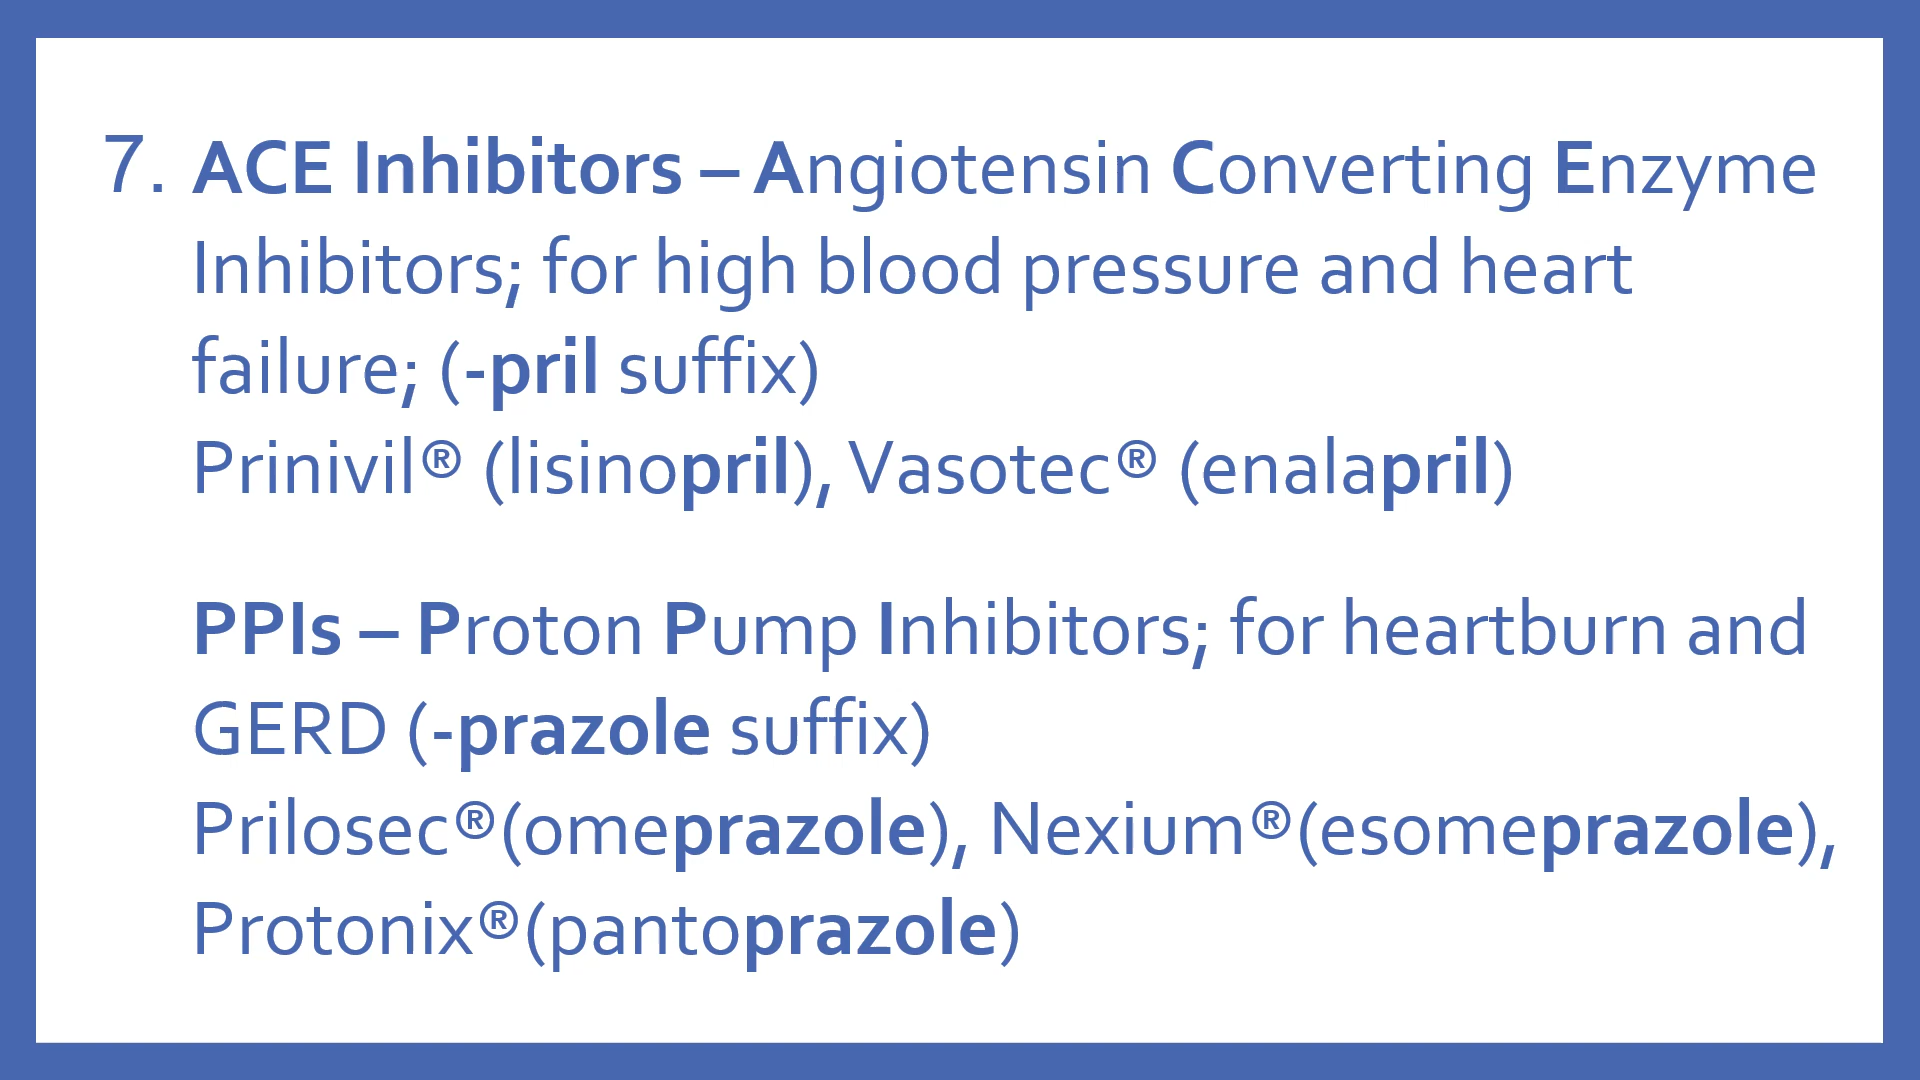 7. ACE Inhibitors – Angiotensin Converting Enzyme
Inhibitors; for high blood pressure and heart
failure; (-pril suffix)
Prinivil® (lisinopril), Vasotec® (enalapril)
PPIs – Proton Pump Inhibitors; for heartburn and
GERD (-prazole suffix)
Prilosec®(omeprazole), Nexium®(esomeprazole),
Protonix®(pantoprazole)